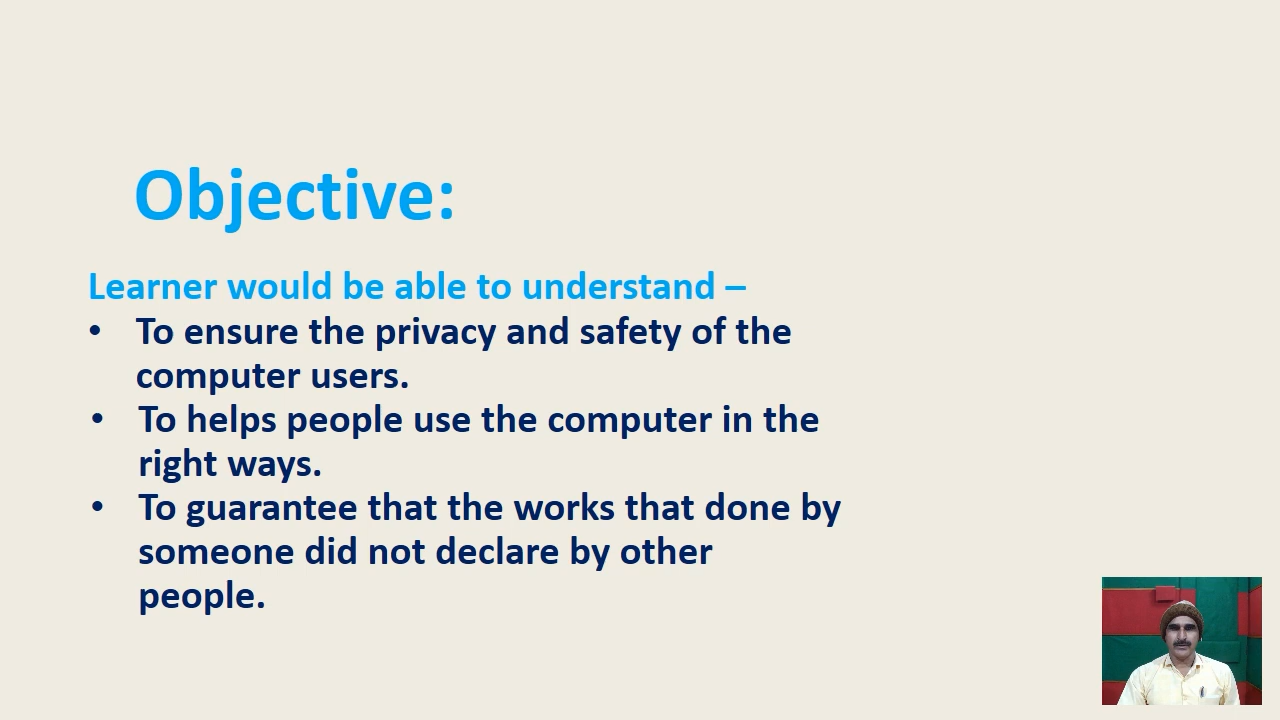 Objective:
Learner would be able to understand –
• To ensure the privacy and safety of the
computer users.
• To helps people use the computer in the
right ways.
• To guarantee that the works that done by
someone did not declare by other
people.